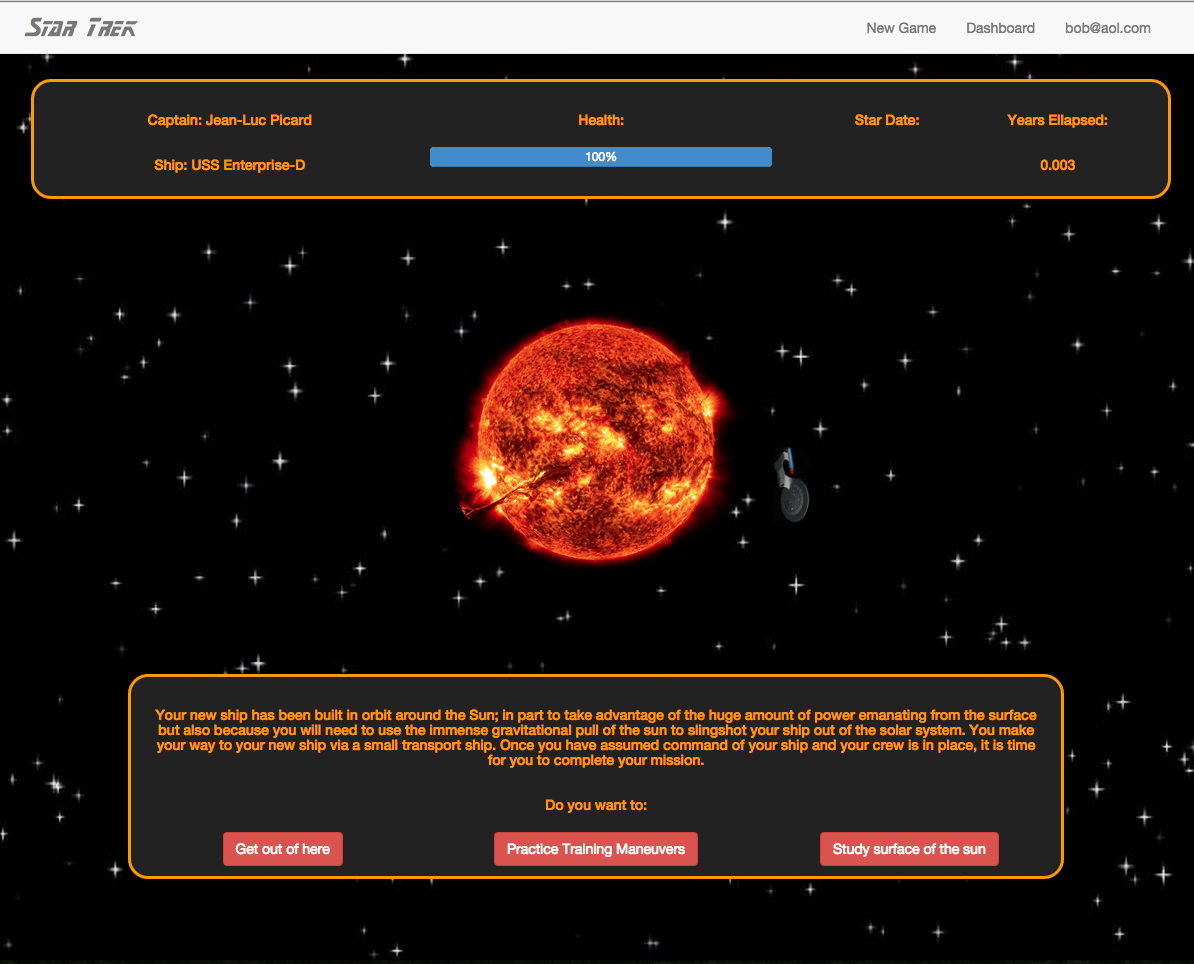 STAR TREK
New Game
Dashboard
bob@aol.com
Captain: Jean-Luc Picard
Health:
Star Date:
Years Ellapsed:
Ship: USS Enterprise-D
100%
0.003
Your new ship has been built in orbit around the Sun; in part to take advantage of the huge amount of power emanating from the surface
but also because you will need to use the immense gravitational pull of the sun to slingshot your ship out of the solar system. You make
your way to your new ship via a small transport ship. Once you have assumed command of your ship and your crew is in place, it is time
for you to complete your mission.
Do you want to:
Get out of here
Practice Training Maneuvers
Study surface of the sun